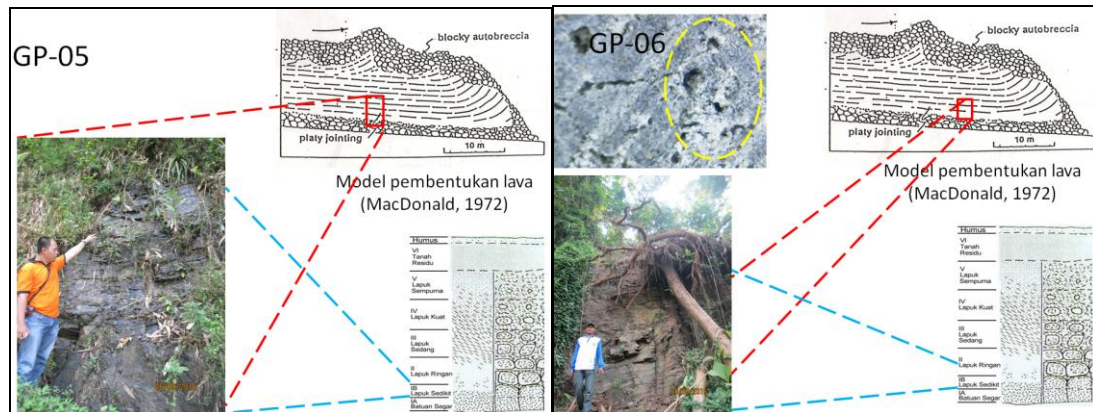 GP-05
blocky autobreccia
platy jointing
10 m
Model pembentukan lava
(MacDonald, 1972)
Humus
VI
Tanah
Residu
V
Lapuk
Sempurna
IV
Lapuk Kuat
III
Lapuk
Sedang
II
Lapuk Ringan
IB
Lapuk Sedikit
IA
Batuan Segar
GP-06
blocky autobreccia
platy jointing
10 m
Model pembentukan lava
(MacDonald, 1972)
Humus
VI
Tanah
Residu
V
Lapuk
Sempurna
IV
Lapuk Kuat
III
Lapuk
Sedang
II
Lapuk Ringan
IB
Lapuk Sedikit
IA
Batuan Segar